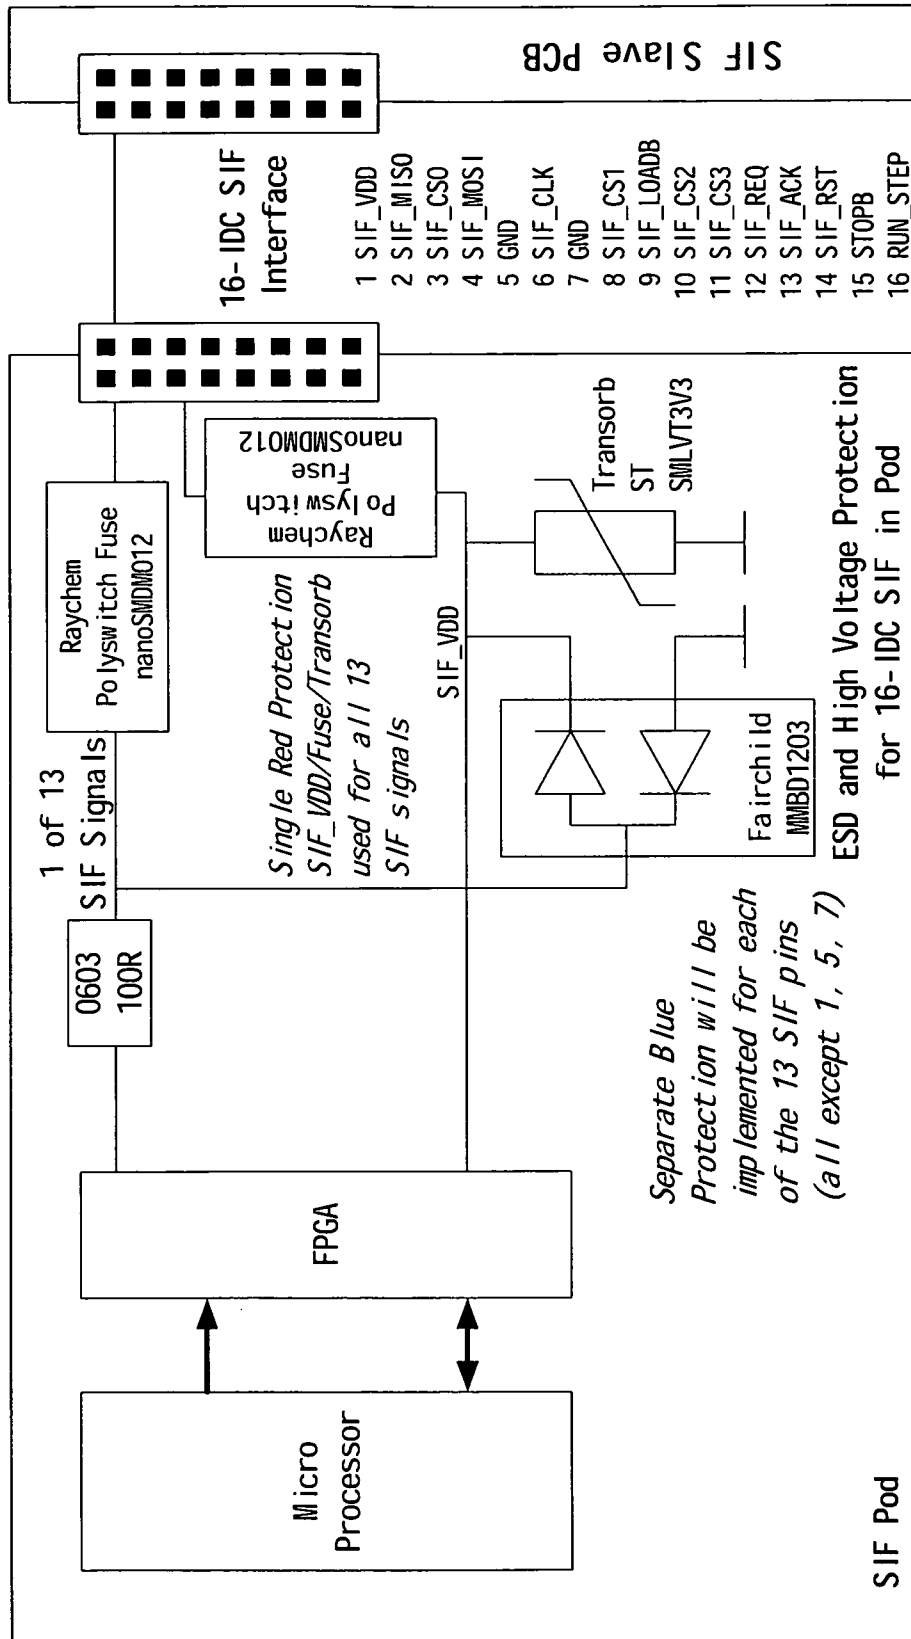 SIF Slave PCB
16-IDC SIF
Interface
1 SIF_VDD
2 SIF_MISO
3 SIF_CS0
4 SIF_MOSI
5 GND
6 SIF_CLK
7 GND
8 SIF_CS1
9 SIF_LOADB
10 SIF_CS2
11 SIF_CS3
12 SIF_REQ
13 SIF_ACK
14 SIF_RST
15 STOPB
16 RUN_STEP
Raychem
Polyswitch Fuse
nanoSMDM012
Raychem
Polyswitch
Fuse
nanoSMDM012
Transorb
ST
SMLVT3V3
ESD and High Voltage Protection
for 16-IDC SIF in Pod
1 of 13
SIF Signals
Single Red Protection
SIF_VDD/Fuse/Transorb
used for all 13
SIF signals
SIF_VDD
Fairchild
MMBD1203
0603
100R
Separate Blue
Protection will be
implemented for each
of the 13 SIF pins
(all except 1, 5, 7)
FPGA
Micro
Processor
SIF Pod